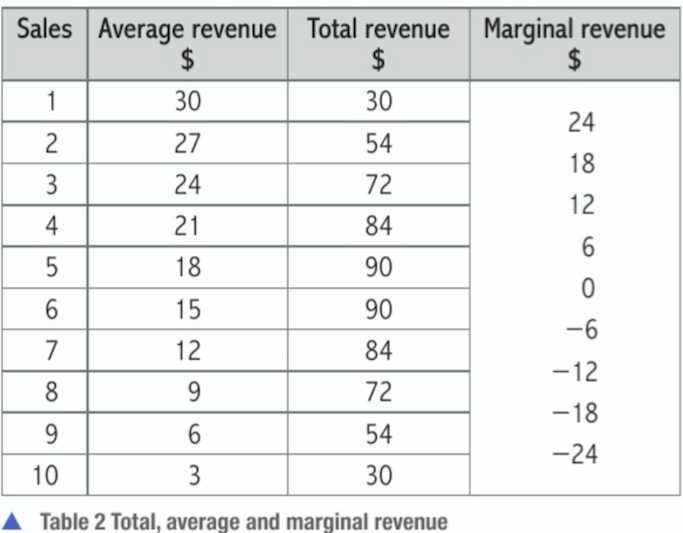 Sales Average revenue $ Total revenue $ Marginal revenue $
1 30 30
24
2 27 54
18
3 24 72
12
4 21 84
6
5 18 90
0
6 15 90
−6
7 12 84
−12
8 9 72
−18
9 6 54
−24
10 3 30
Table 2 Total, average and marginal revenue